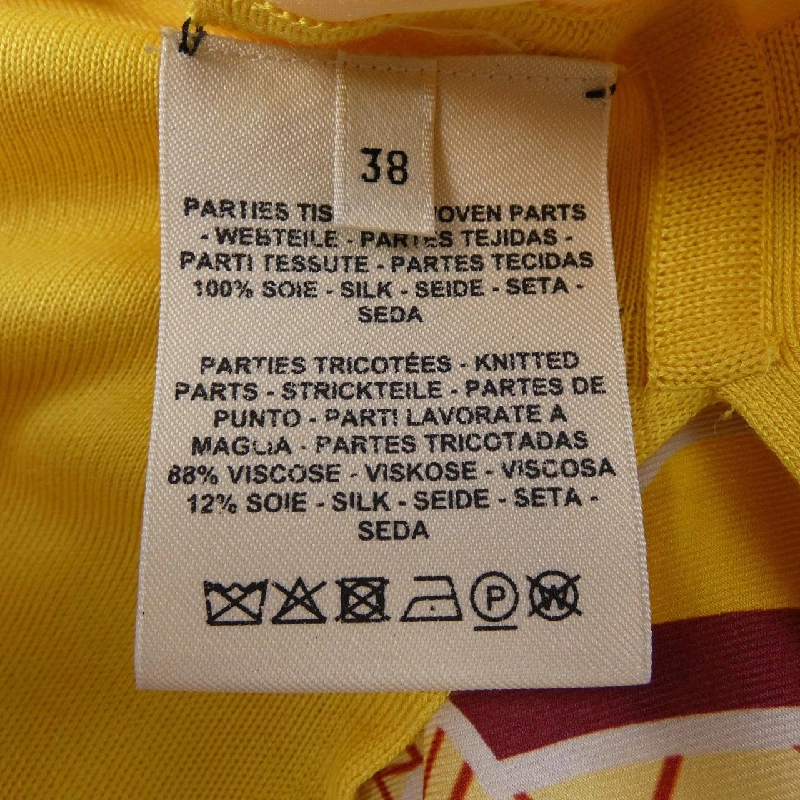 38
PARTIES TIS OVEN PARTS
- WEBTEILE - PARTES TEJIDAS -
PARTI TESSUTE - PARTES TECIDAS
100% SOIE - SILK - SEIDE - SETA -
SEDA
PARTIES TRICOTÉES - KNITTED
PARTS - STRICKTEILE - PARTES DE
PUNTO - PARTI LAVORATE A
MAGLIA - PARTES TRICOTADAS
88% VISCOSE - VISKOSE - VISCOSA
12% SOIE - SILK - SEIDE - SETA -
SEDA
P W